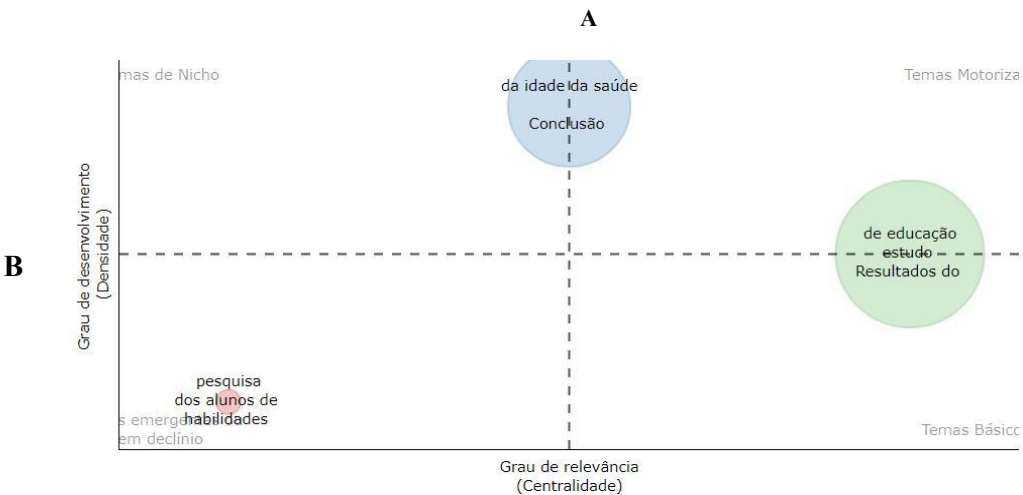 A
mas de Nicho
Temas Motoriza
da idade da saúde
Conclusão
Grau de desenvolvimento
(Densidade)
B
de educação
estudo
Resultados do
pesquisa
dos alunos de
habilidades
s emergentes
em declínio
Temas Básico
Grau de relevância
(Centralidade)